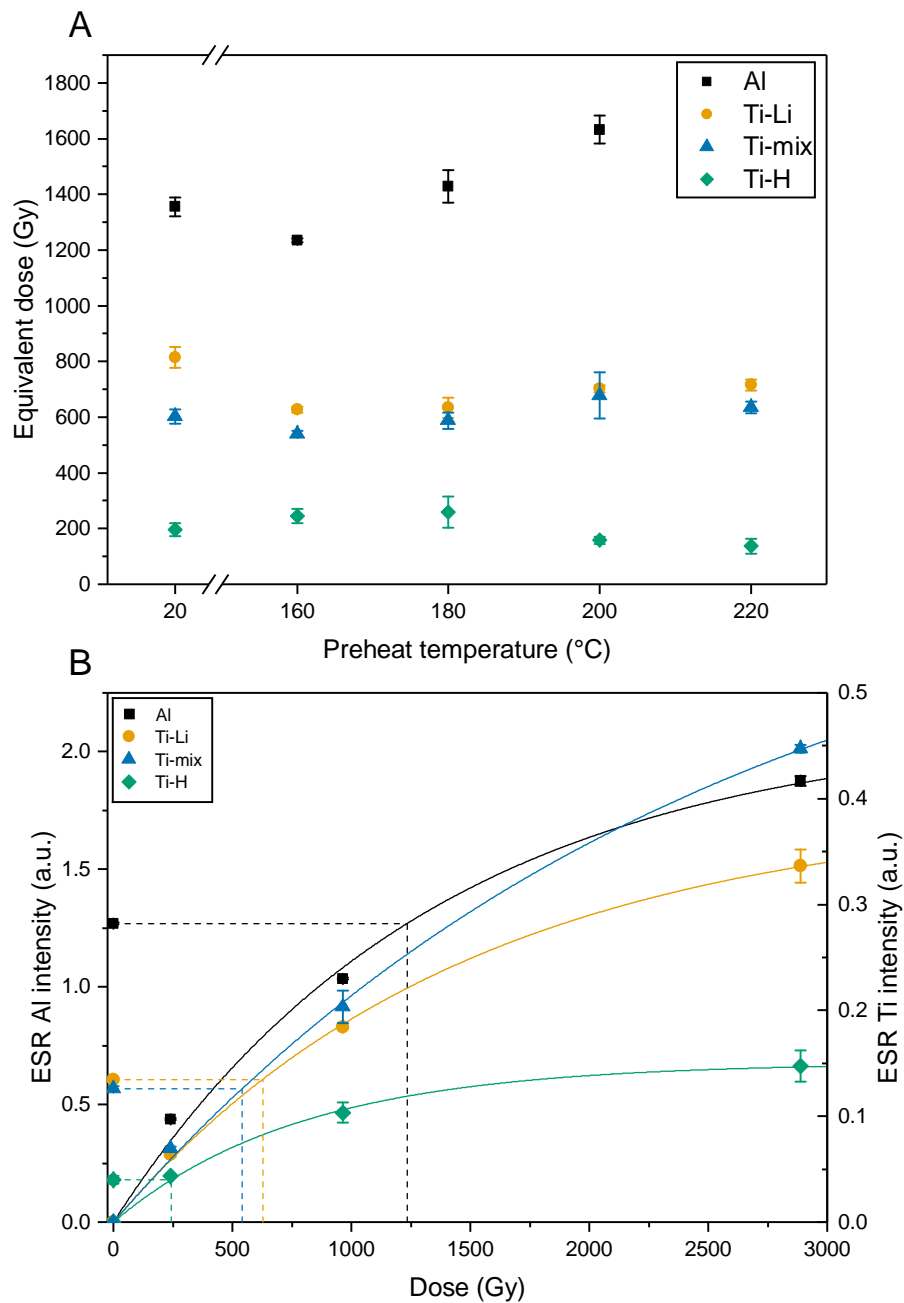 A
1800
1600
1400
1200
1000
800
600
400
200
0
Equivalent dose (Gy)
Al
Ti-Li
Ti-mix
Ti-H
20
160
180
200
220
Preheat temperature (°C)
B
2.0
1.5
1.0
0.5
0.0
ESR Al intensity (a.u.)
Al
Ti-Li
Ti-mix
Ti-H
0.5
0.4
0.3
0.2
0.1
0.0
ESR Ti intensity (a.u.)
0
500
1000
1500
2000
2500
3000
Dose (Gy)